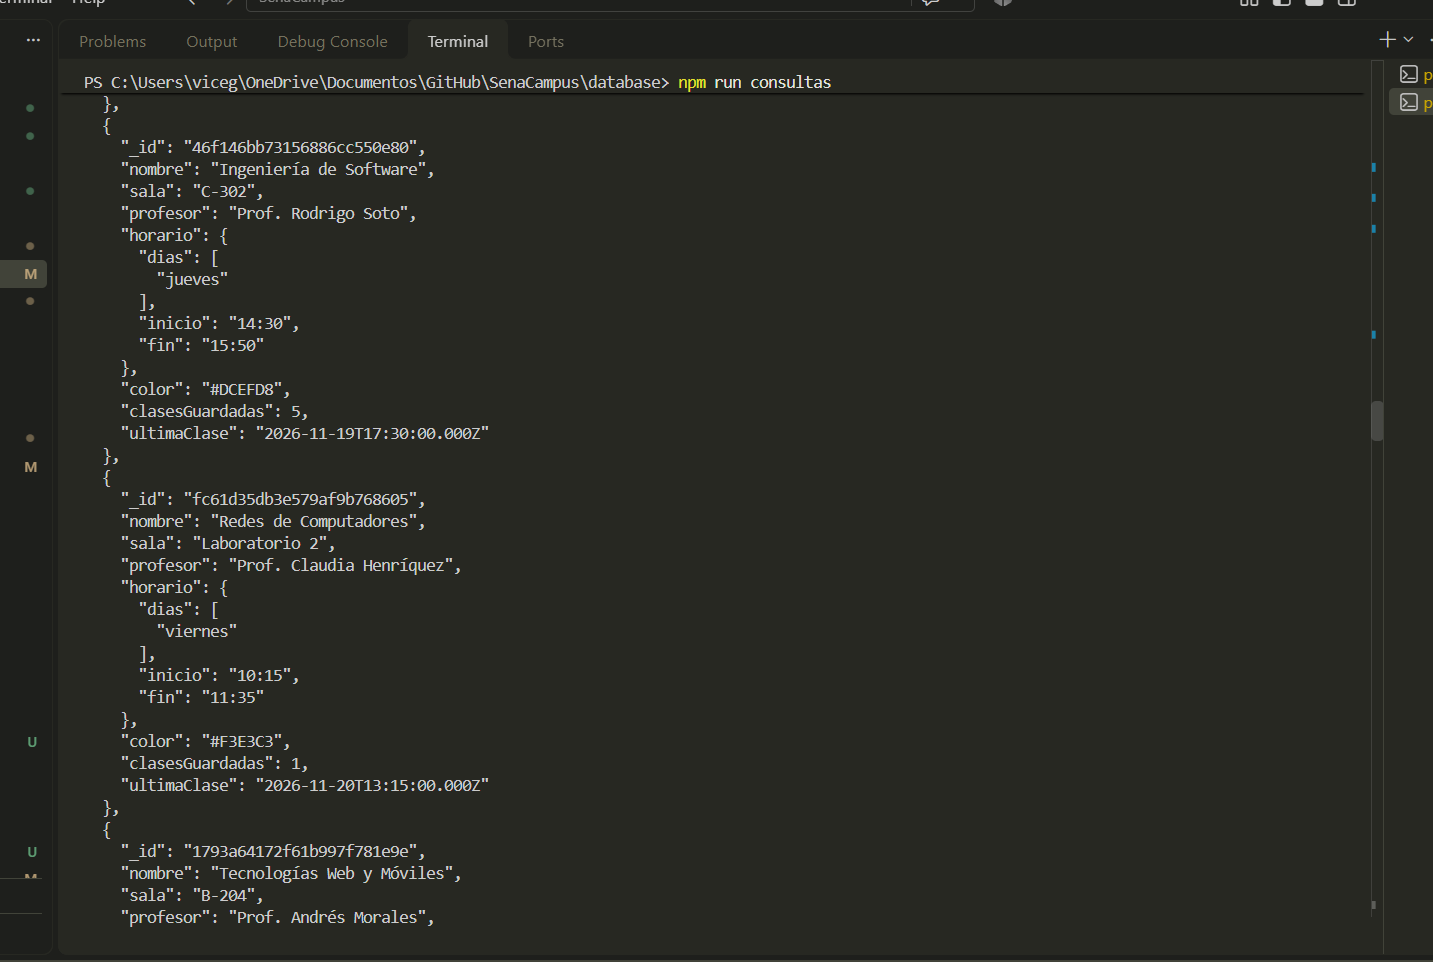 Help
SenaCampus
Problems
Output
Debug Console
Terminal
Ports
PS C:\Users\viceg\OneDrive\Documentos\GitHub\SenaCampus\database> npm run consultas
},
{
"_id": "46f146bb73156886cc550e80",
"nombre": "Ingeniería de Software",
"sala": "C-302",
"profesor": "Prof. Rodrigo Soto",
"horario": {
"dias": [
"jueves"
],
"inicio": "14:30",
"fin": "15:50"
},
"color": "#DCEFD8",
"clasesGuardadas": 5,
"ultimaClase": "2026-11-19T17:30:00.000Z"
},
{
"_id": "fc61d35db3e579af9b768605",
"nombre": "Redes de Computadores",
"sala": "Laboratorio 2",
"profesor": "Prof. Claudia Henríquez",
"horario": {
"dias": [
"viernes"
],
"inicio": "10:15",
"fin": "11:35"
},
"color": "#F3E3C3",
"clasesGuardadas": 1,
"ultimaClase": "2026-11-20T13:15:00.000Z"
},
{
"_id": "1793a64172f61b997f781e9e",
"nombre": "Tecnologías Web y Móviles",
"sala": "B-204",
"profesor": "Prof. Andrés Morales",
M
M
U
U
M
p
p